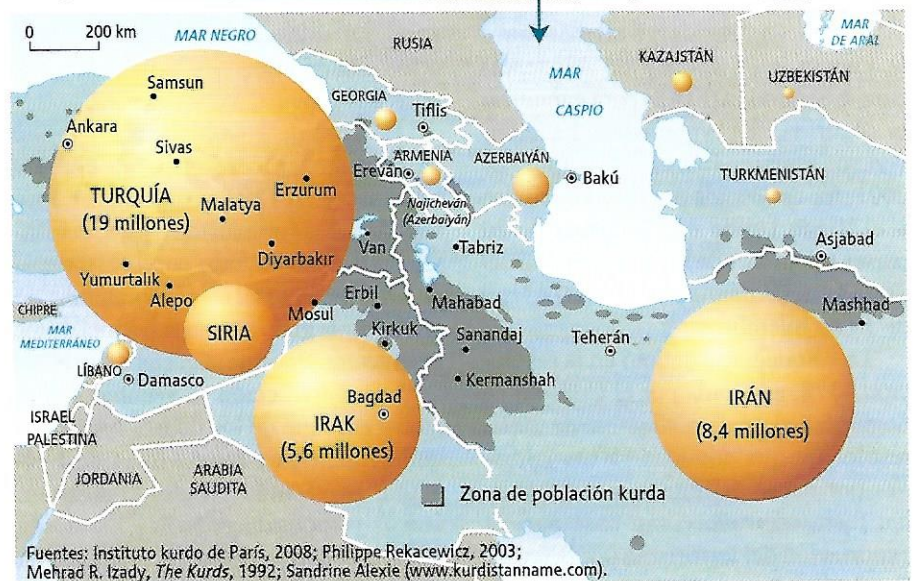 0 200 km
MAR NEGRO
RUSIA
MAR
CASPIO
KAZAJSTÁN
MAR
DE ARAL
UZBEKISTÁN
Samsun
Ankara
Sivas
TURQUÍA
(19 millones)
Malatya
Erzurum
Diyarbakır
Yumurtalik
Alepo
GEORGIA
Tiflis
ARMENIA
Ereván
AZERBAIYÁN
Bakú
Najicheván
(Azerbaiyán)
TURKMENISTÁN
Asjabad
Mashhad
Van
Tabriz
Mosul
Erbil
Mahabad
Kirkuk
Sanandaj
Teherán
Kermanshah
CHIPRE
MAR
MEDITERRÁNEO
SIRIA
LÍBANO
Damasco
ISRAEL
PALESTINA
JORDANIA
ARABIA
SAUDITA
Bagdad
IRAK
(5,6 millones)
IRÁN
(8,4 millones)
Zona de población kurda
Fuentes: Instituto kurdo de París, 2008; Philippe Rekacewicz, 2003;
Mehrad R. Izady, The Kurds, 1992; Sandrine Alexie (www.kurdistanname.com).